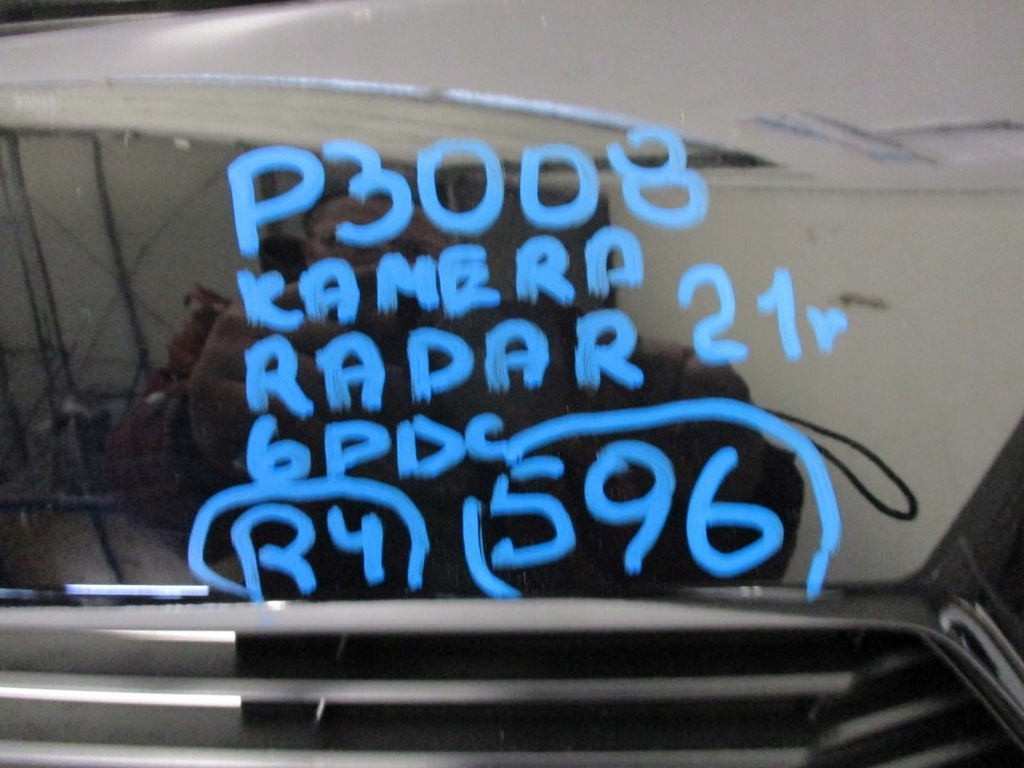 P3008
KAMERA
RADAR 21r
6PDC
R4 596